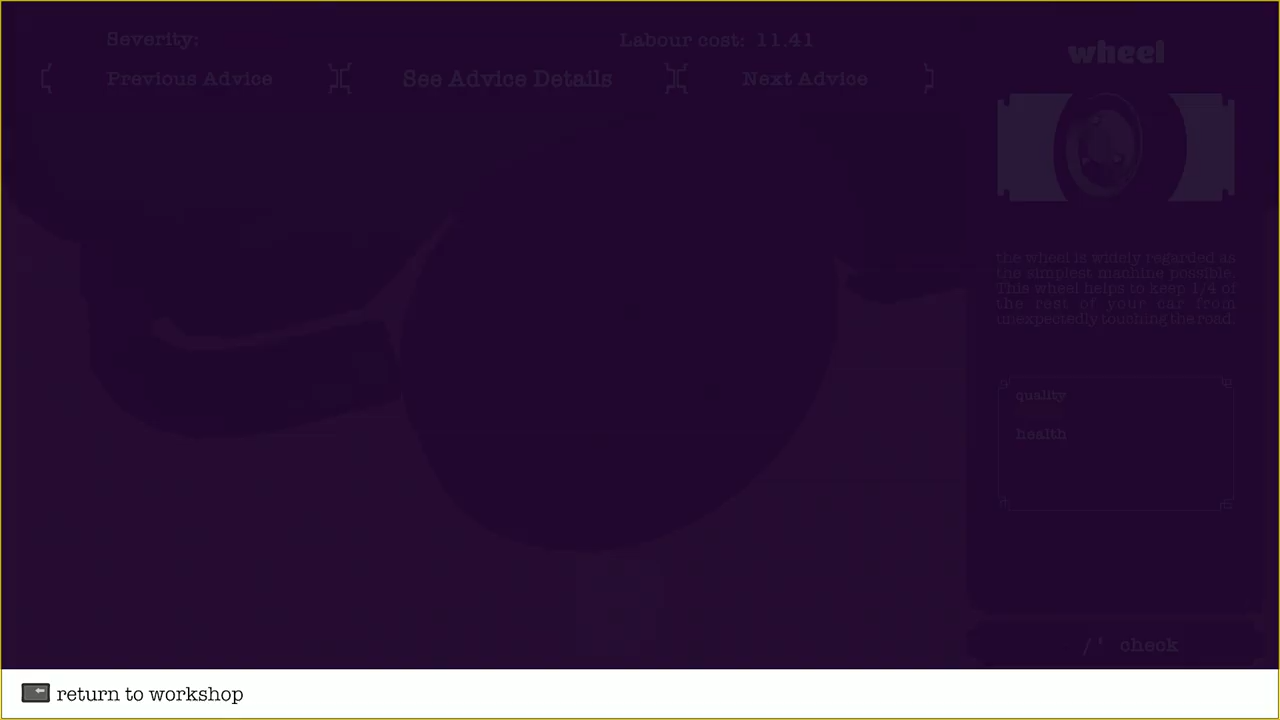 Severity:
Labour cost: 11.41
Previous Advice
See Advice Details
Next Advice
wheel
the wheel is widely regarded as
the simplest machine possible.
This wheel helps to keep 1/4 of
the rest of your car from
unexpectedly touching the road.
quality
health
/' check
return to workshop